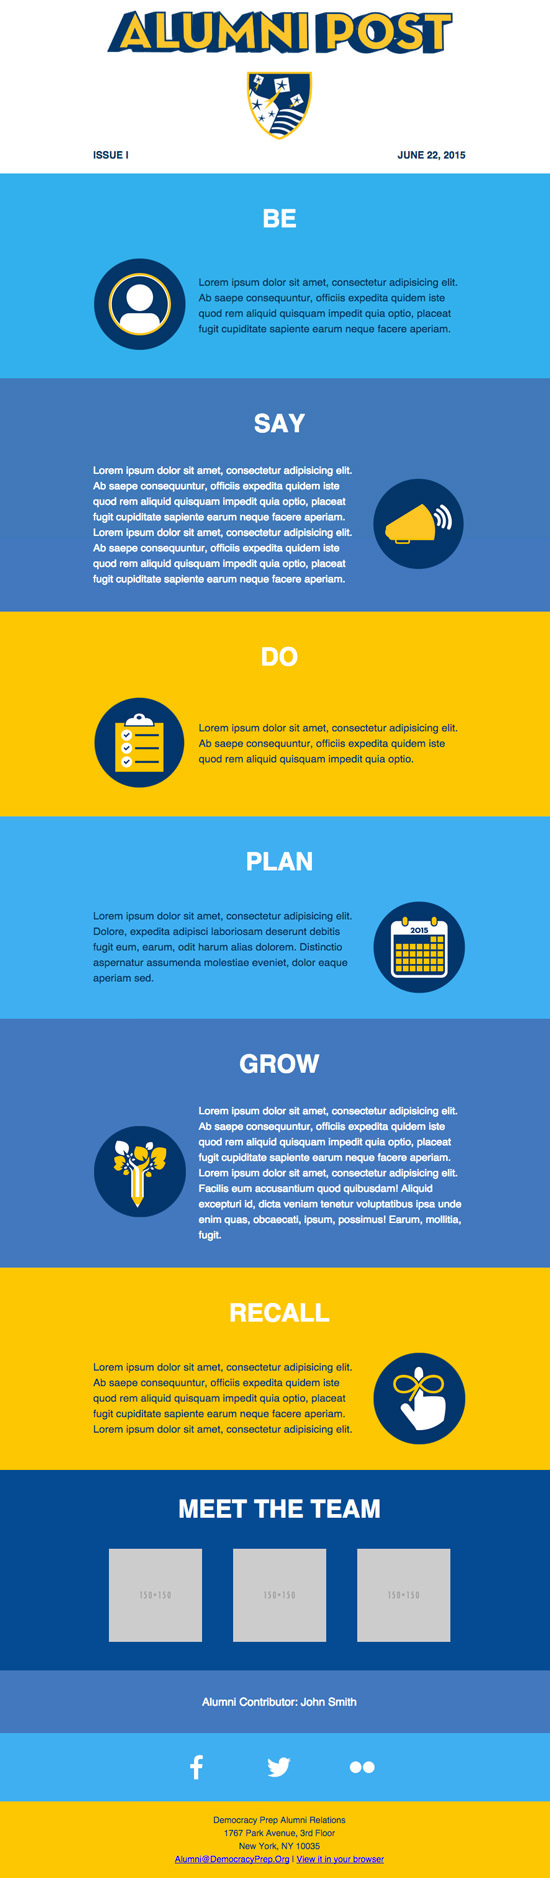 ALUMNI POST
ISSUE I
JUNE 22, 2015
BE
Lorem ipsum dolor sit amet, consectetur adipisicing elit.
Ab saepe consequuntur, officiis expedita quidem iste
quod rem aliquid quisquam impedit quia optio, placeat
fugit cupiditate sapiente earum neque facere aperiam.
SAY
Lorem ipsum dolor sit amet, consectetur adipisicing elit.
Ab saepe consequuntur, officiis expedita quidem iste
quod rem aliquid quisquam impedit quia optio, placeat
fugit cupiditate sapiente earum neque facere aperiam.
Lorem ipsum dolor sit amet, consectetur adipisicing elit.
Ab saepe consequuntur, officiis expedita quidem iste
quod rem aliquid quisquam impedit quia optio, placeat
fugit cupiditate sapiente earum neque facere aperiam.
DO
Lorem ipsum dolor sit amet, consectetur adipisicing elit.
Ab saepe consequuntur, officiis expedita quidem iste
quod rem aliquid quisquam impedit quia optio.
PLAN
Lorem ipsum dolor sit amet, consectetur adipisicing elit.
Dolore, expedita adipisci laboriosam deserunt debitis
fugit eum, earum, odit harum alias dolorem. Distinctio
aspernatur assumenda molestiae eveniet, dolor eaque
aperiam sed.
2015
GROW
Lorem ipsum dolor sit amet, consectetur adipisicing elit.
Ab saepe consequuntur, officiis expedita quidem iste
quod rem aliquid quisquam impedit quia optio, placeat
fugit cupiditate sapiente earum neque facere aperiam.
Lorem ipsum dolor sit amet, consectetur adipisicing elit.
Facilis eum accusantium quod quibusdam! Aliquid
excepturi id, dicta veniam tenetur voluptatibus ipsa unde
enim quas, obcaecati, ipsum, possimus! Earum, mollitia,
fugit.
RECALL
Lorem ipsum dolor sit amet, consectetur adipisicing elit.
Ab saepe consequuntur, officiis expedita quidem iste
quod rem aliquid quisquam impedit quia optio, placeat
fugit cupiditate sapiente earum neque facere aperiam.
Lorem ipsum dolor sit amet, consectetur adipisicing elit.
MEET THE TEAM
150×150
150×150
150×150
Alumni Contributor: John Smith
Democracy Prep Alumni Relations
1767 Park Avenue, 3rd Floor
New York, NY 10035
Alumni@DemocracyPrep.Org | View it in your browser